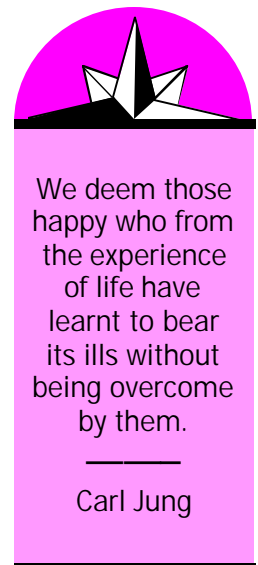 We deem those
happy who from
the experience
of life have
learnt to bear
its ills without
being overcome
by them.
Carl Jung